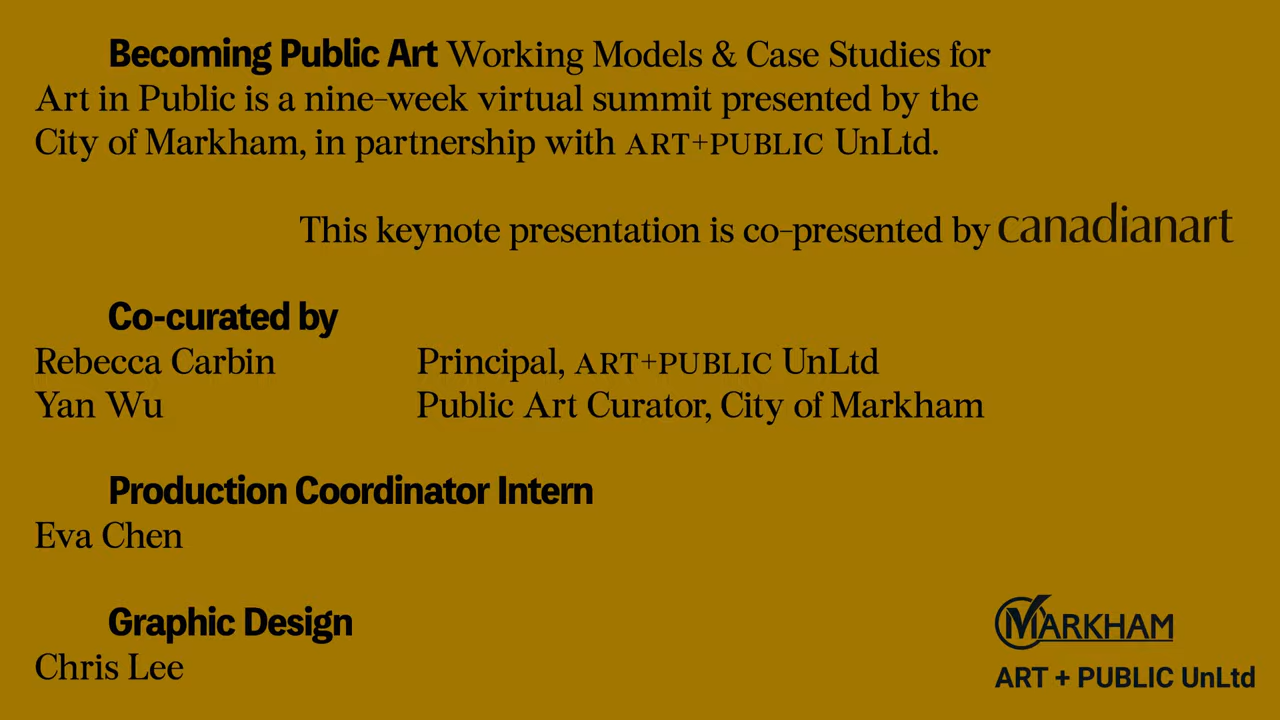 Becoming Public Art Working Models & Case Studies for
Art in Public is a nine-week virtual summit presented by the
City of Markham, in partnership with ART+PUBLIC UnLtd.
This keynote presentation is co-presented by canadianart
Co-curated by
Rebecca Carbin Principal, ART+PUBLIC UnLtd
Yan Wu Public Art Curator, City of Markham
Production Coordinator Intern
Eva Chen
Graphic Design
Chris Lee
MARKHAM
ART + PUBLIC UnLtd